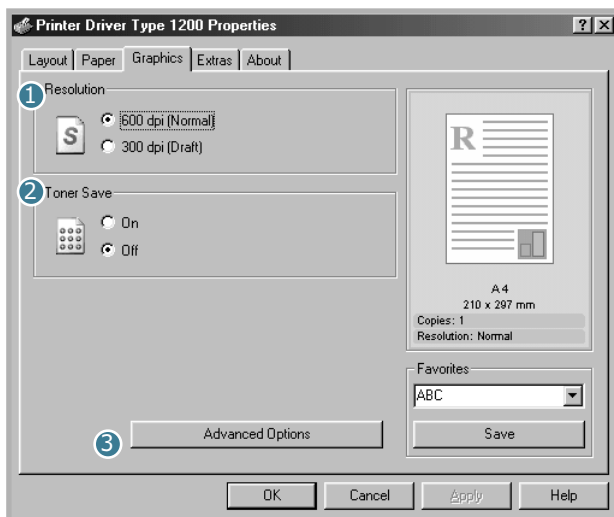 Printer Driver Type 1200 Properties
? X
Layout Paper Graphics Extras About
1 Resolution
S
600 dpi (Normal)
300 dpi (Draft)
2 Toner Save
On
Off
3 Advanced Options
R
A4
210 x 297 mm
Copies: 1
Resolution: Normal
Favorites
ABC
Save
OK Cancel Apply Help